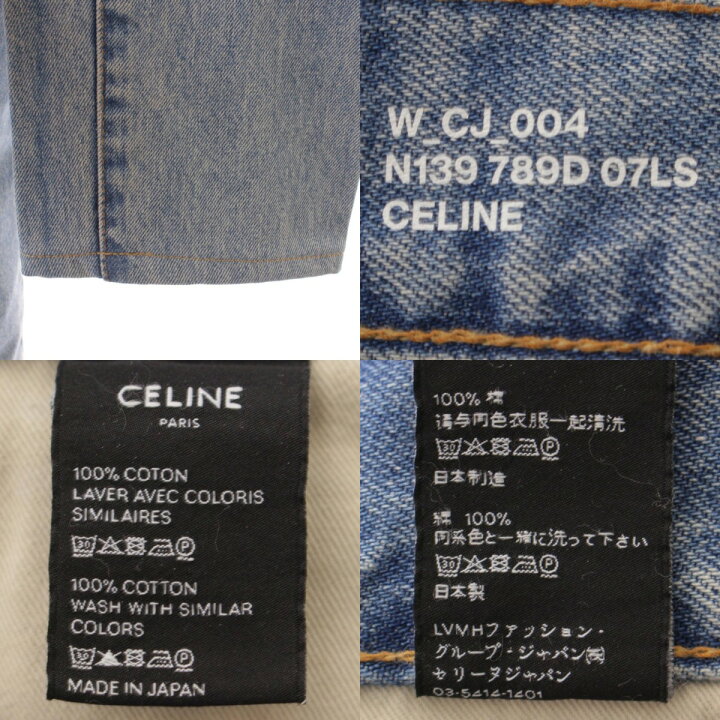 W_CJ_004
N139 789D 07LS
CELINE
CELINE
PARIS
100% COTON
LAVER AVEC COLORIS
SIMILAIRES
30 P
100% COTTON
WASH WITH SIMILAR
COLORS
30 P
MADE IN JAPAN
100% 棉
请与同色衣服一起清洗
30 P
日本制造
綿 100%
同系色と一緒に洗って下さい
30 P
日本製
LVMHファッション・
グループ・ジャパン㈱
セリーヌジャパン
03-5414-1401